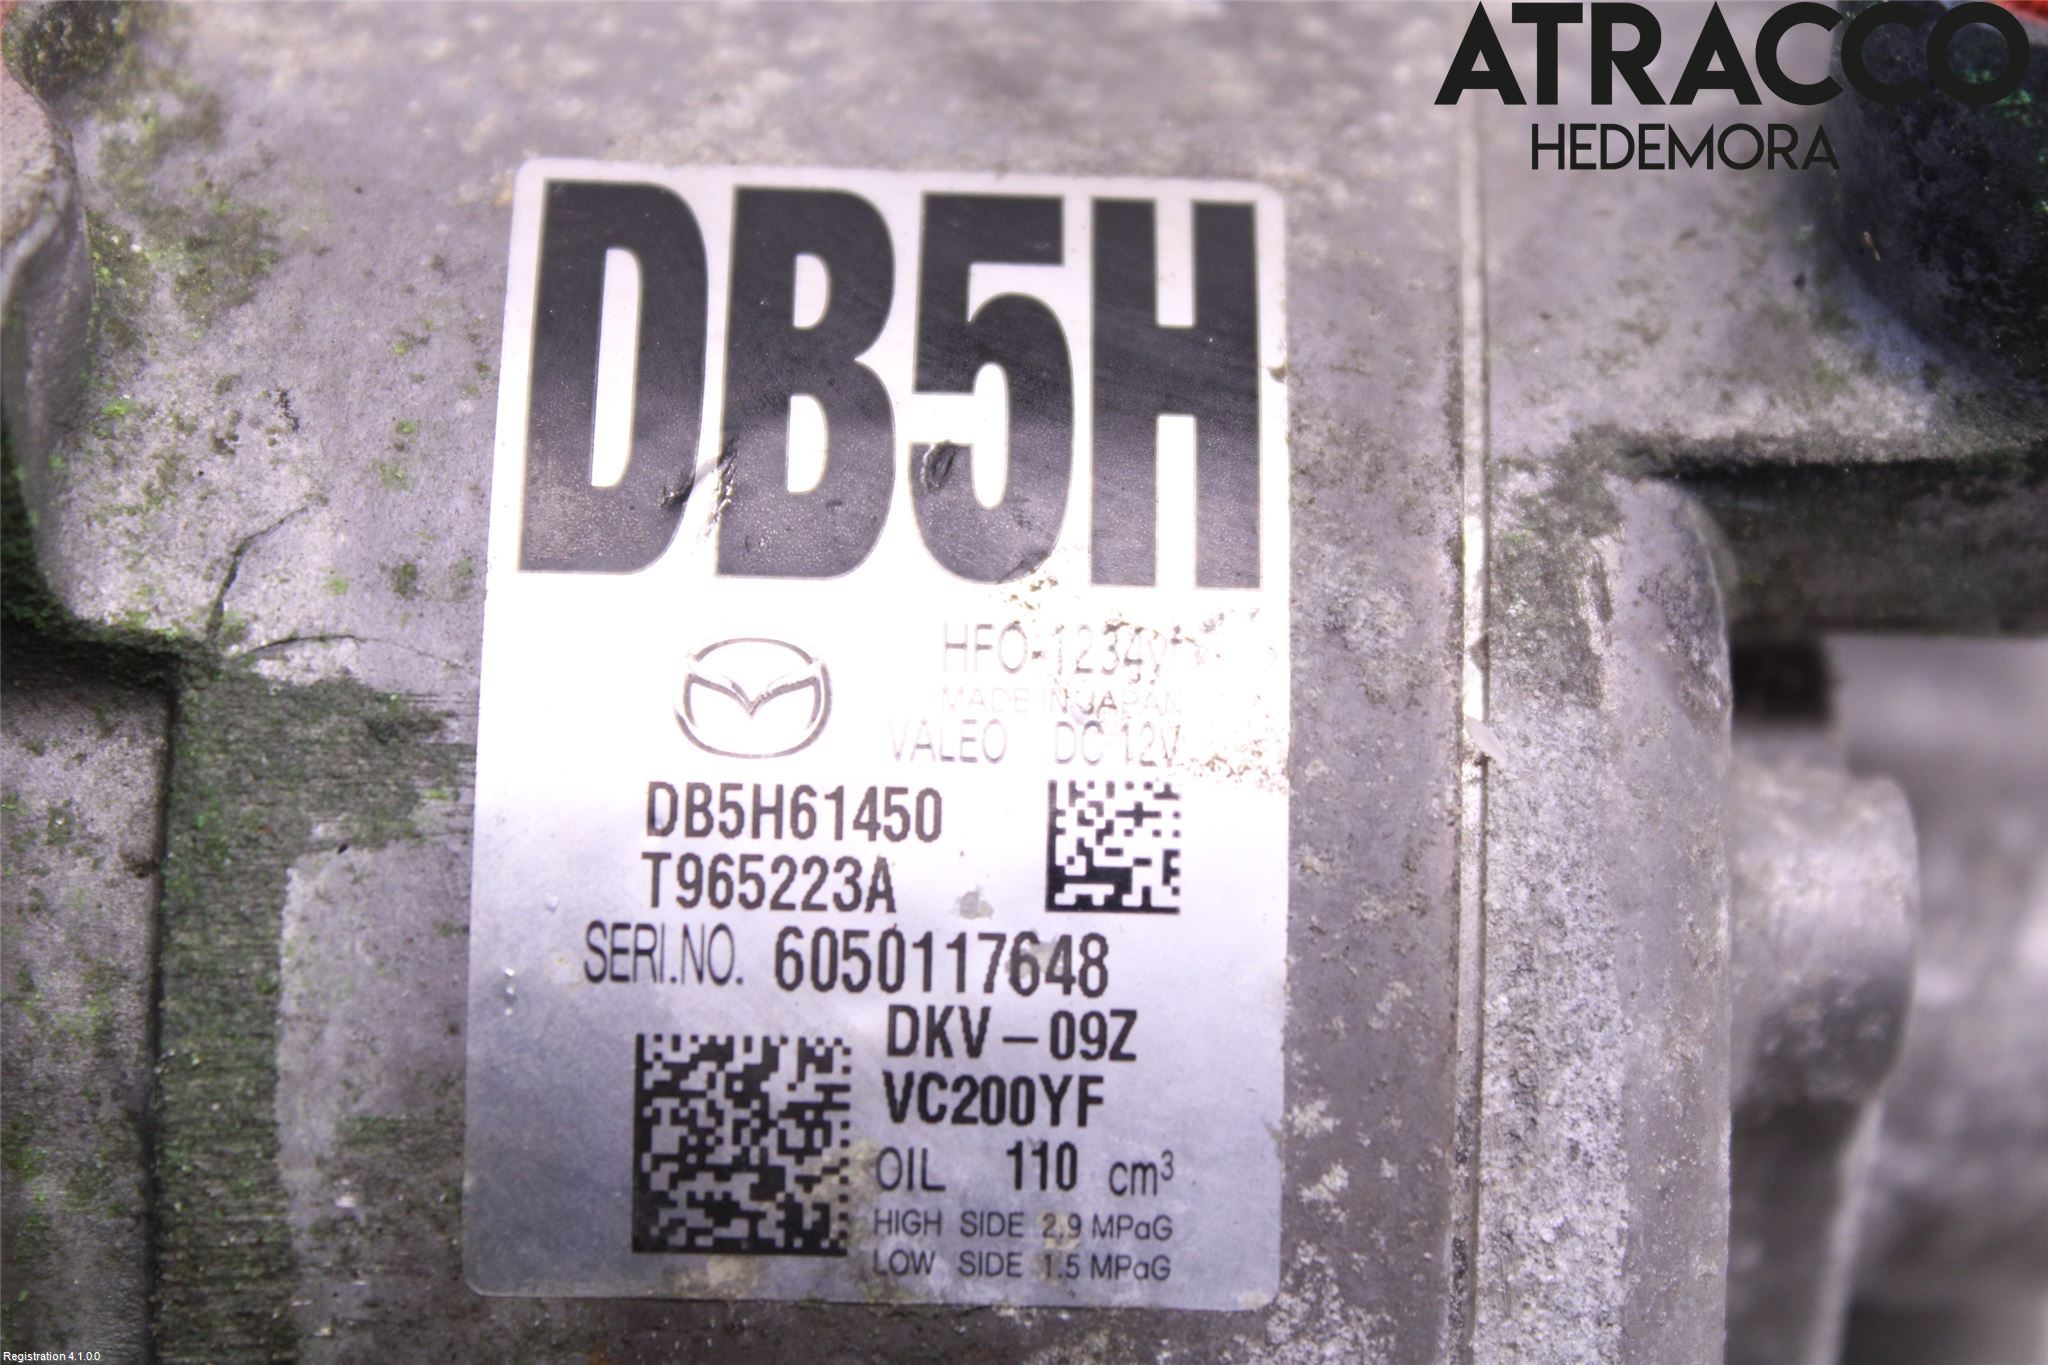 ATRACCO
HEDEMORA
DB5H
HFO-1234y
MADE IN JAPAN
VALEO DC 12V
DB5H61450
T965223A
SERI.NO. 6050117648
DKV-09Z
VC200YF
OIL 110 cm³
HIGH SIDE 2.9 MPaG
LOW SIDE 1.5 MPaG
Registration 4.1.0.0